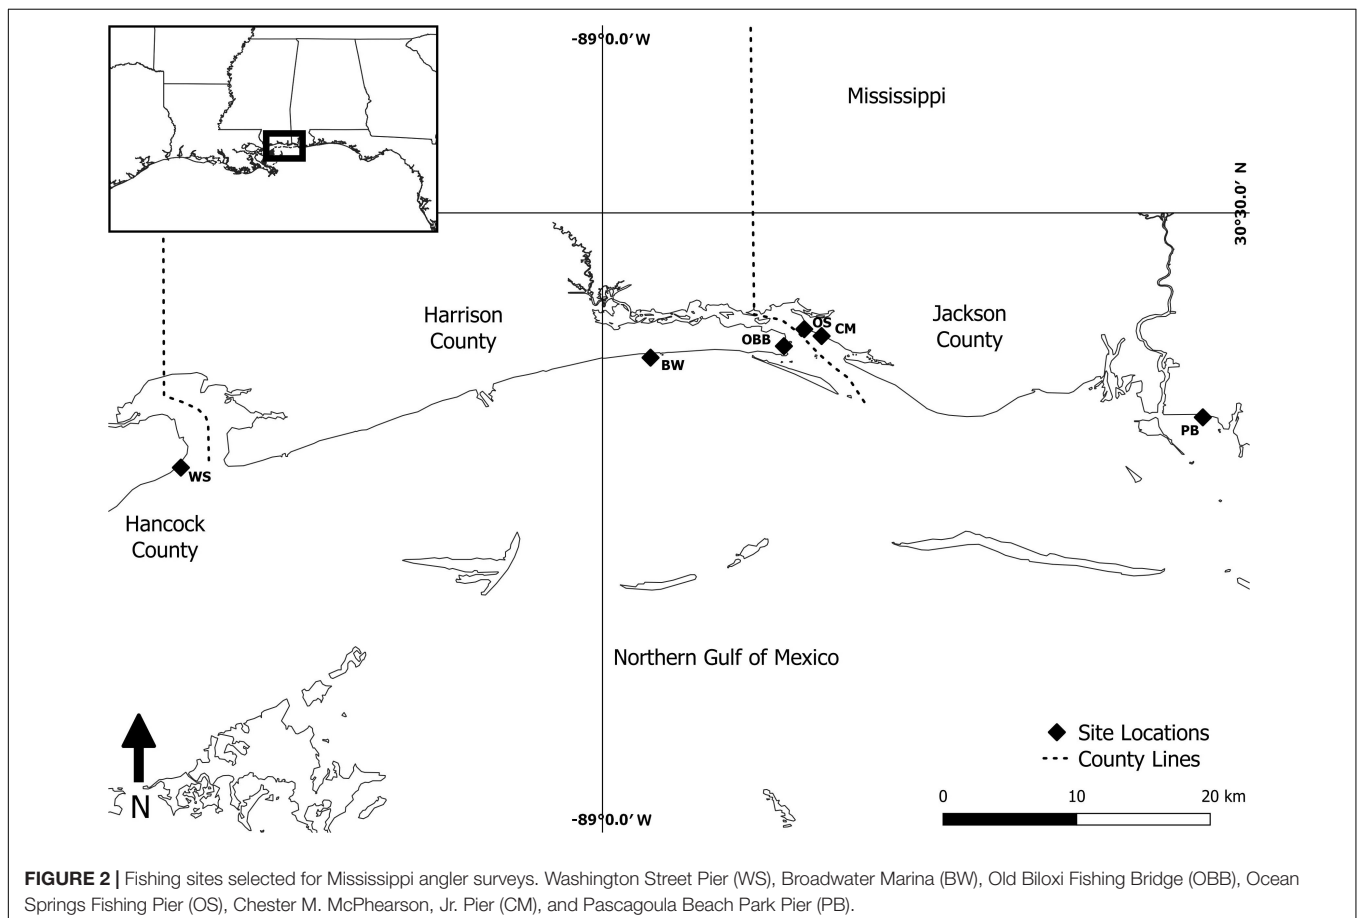 -89°0.0′W
Mississippi
30°30.0′ N
Harrison
County
Jackson
County
OS
CM
OBB
BW
PB
WS
Hancock
County
Northern Gulf of Mexico
Site Locations
County Lines
N
0 10 20 km
-89°0.0′W
FIGURE 2 | Fishing sites selected for Mississippi angler surveys. Washington Street Pier (WS), Broadwater Marina (BW), Old Biloxi Fishing Bridge (OBB), Ocean
Springs Fishing Pier (OS), Chester M. McPhearson, Jr. Pier (CM), and Pascagoula Beach Park Pier (PB).